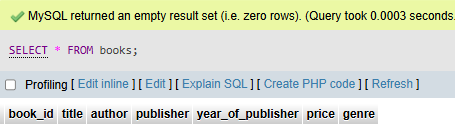 MySQL returned an empty result set (i.e. zero rows). (Query took 0.0003 seconds.
SELECT * FROM books;
Profiling [ Edit inline ] [ Edit ] [ Explain SQL ] [ Create PHP code ] [ Refresh ]
book_id title author publisher year_of_publisher price genre